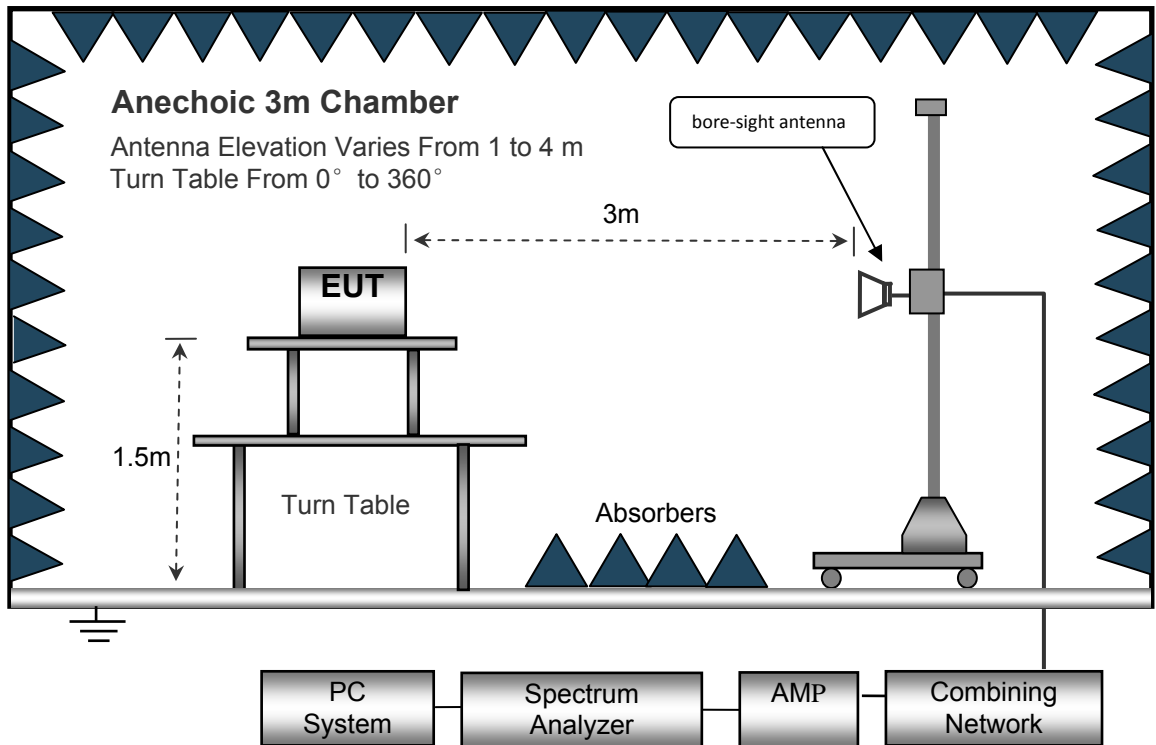 Anechoic 3m Chamber
Antenna Elevation Varies From 1 to 4 m
Turn Table From 0° to 360°
bore-sight antenna
3m
EUT
1.5m
Turn Table
Absorbers
PC
System
Spectrum
Analyzer
AMP
Combining
Network